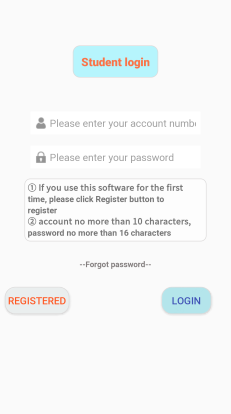 Student login
Please enter your account numbe
Please enter your password
① If you use this software for the first
time, please click Register button to
register
② account no more than 10 characters,
password no more than 16 characters
--Forgot password--
REGISTERED
LOGIN